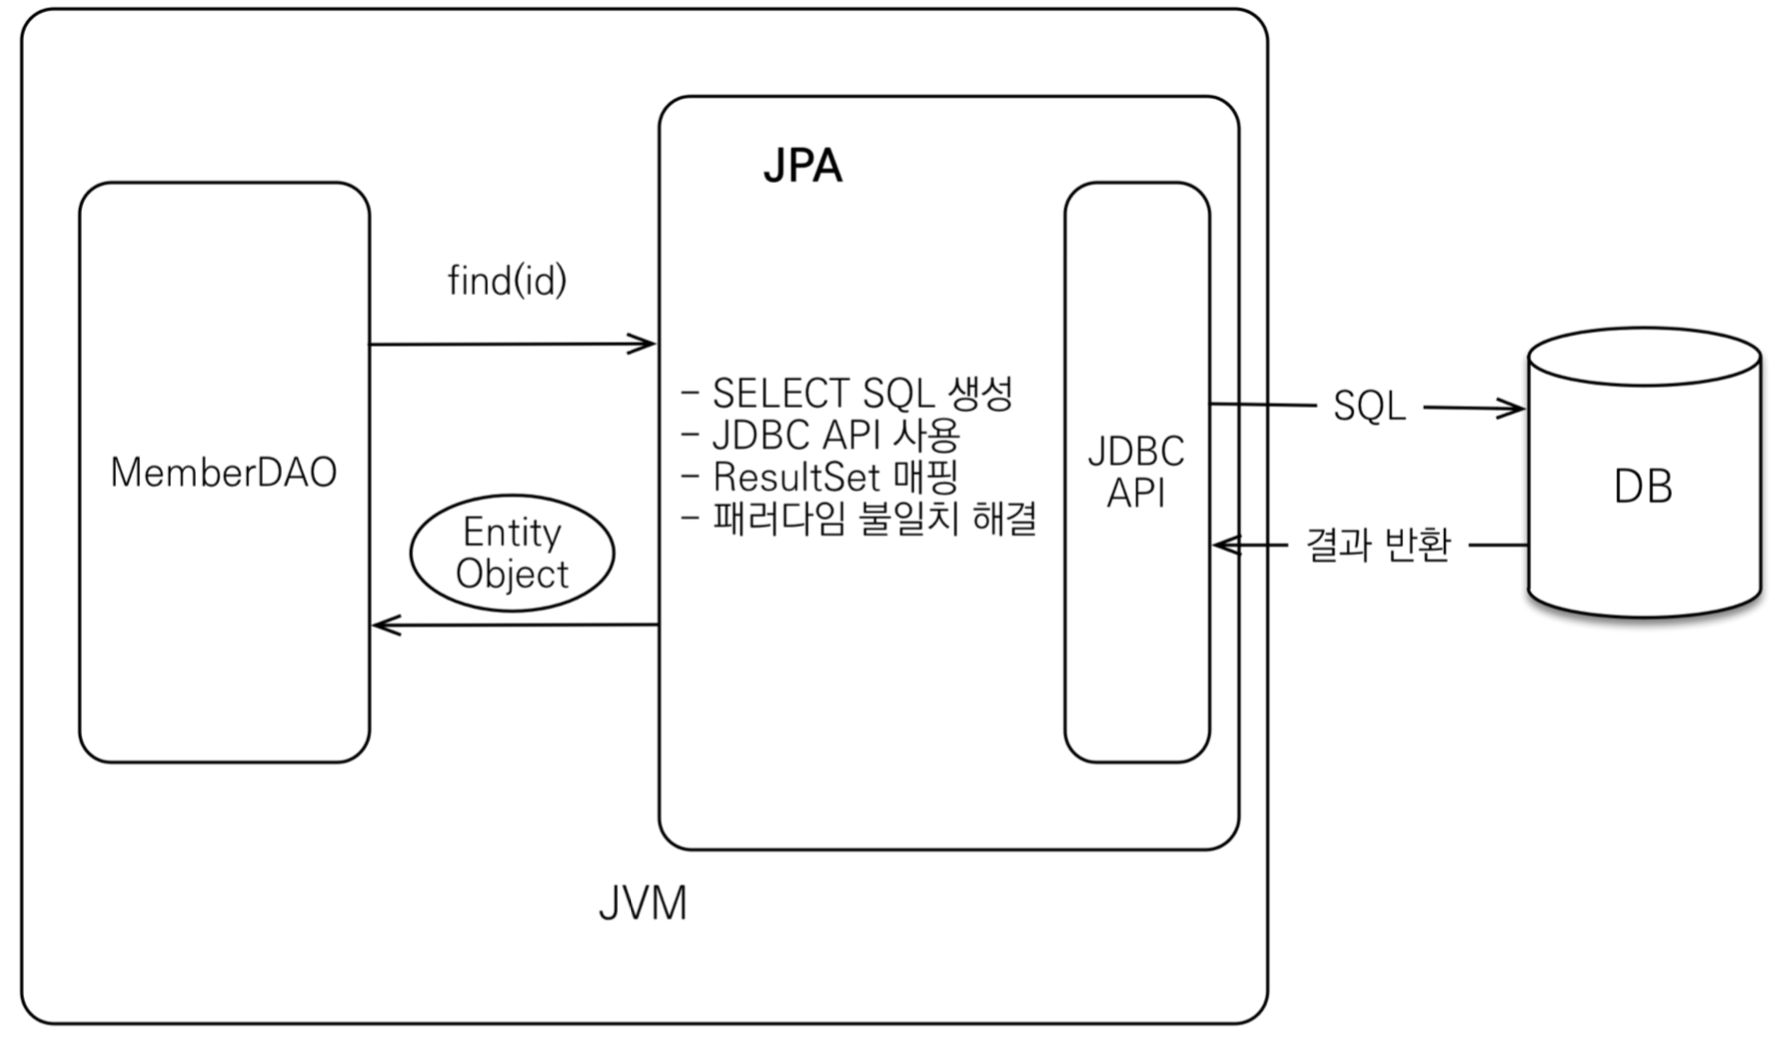 JPA
find(id)
- SELECT SQL 생성
- JDBC API 사용
- ResultSet 매핑
- 패러다임 불일치 해결
MemberDAO
Entity
Object
JDBC
API
SQL
DB
결과 반환
JVM